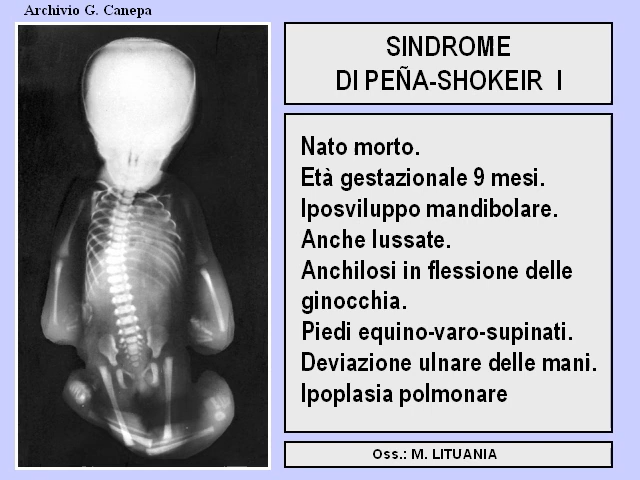 Archivio G. Canepa
SINDROME
DI PEÑA-SHOKEIR I
Nato morto.
Età gestazionale 9 mesi.
Iposviluppo mandibolare.
Anche lussate.
Anchilosi in flessione delle
ginocchia.
Piedi equino-varo-supinati.
Deviazione ulnare delle mani.
Ipoplasia polmonare
Oss.: M. LITUANIA